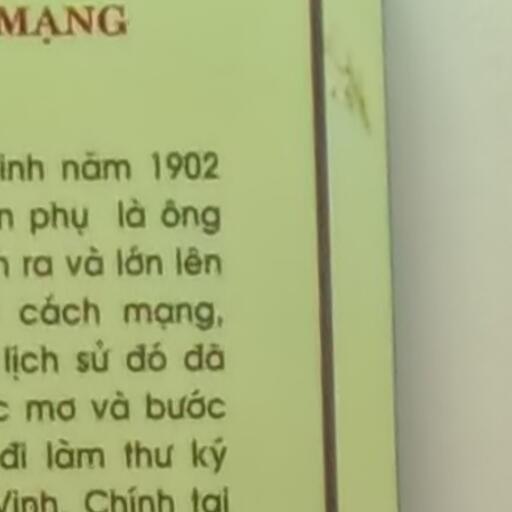 MẠNG
inh năm 1902
n phụ là ông
ra và lớn lên
cách mạng,
lịch sử đó đã
c mơ và bước
đi làm thư ký
Vinh. Chính tại